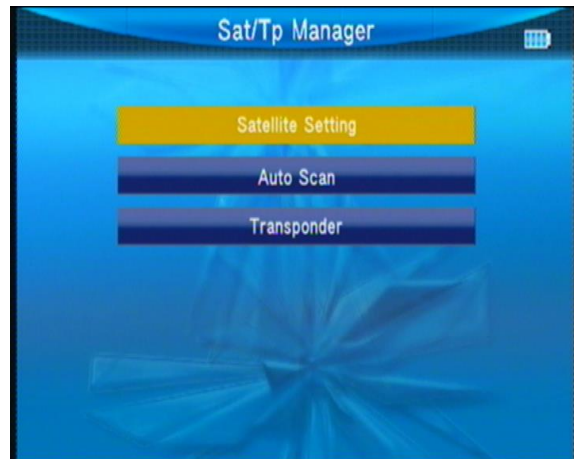 Sat/Tp Manager
Satellite Setting
Auto Scan
Transponder